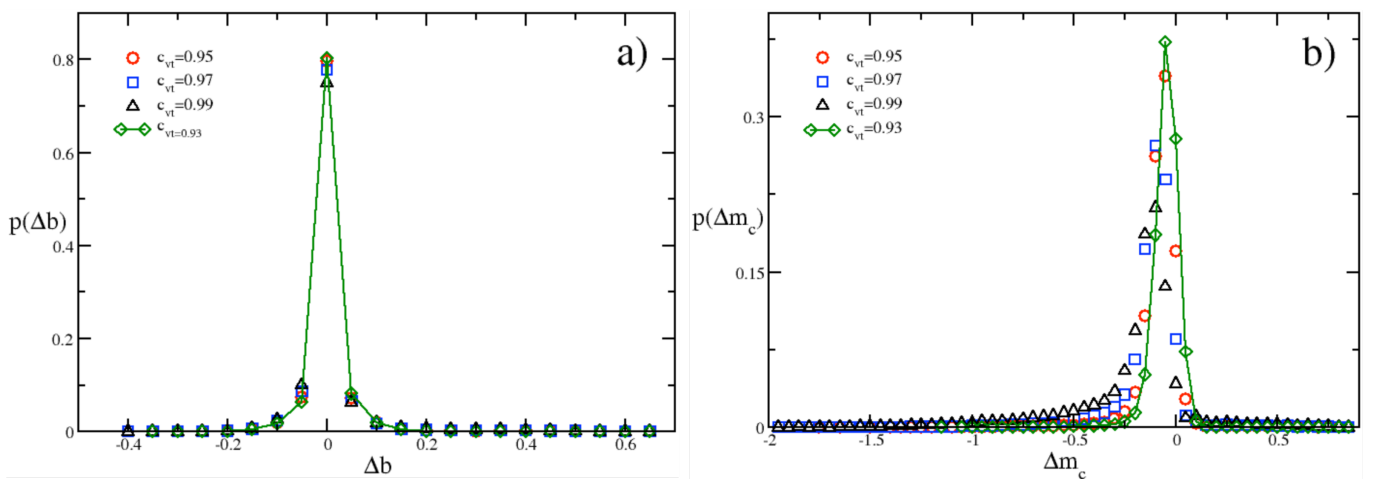 a)
c_vt=0.95
c_vt=0.97
c_vt=0.99
c_vt=0.93
0.8
0.6
0.4
0.2
0
p(Δb)
-0.4 -0.2 0 0.2 0.4 0.6
Δb
b)
c_vt=0.95
c_vt=0.97
c_vt=0.99
c_vt=0.93
0.3
0.15
0
p(Δm_c)
-2 -1.5 -1 -0.5 0 0.5
Δm_c